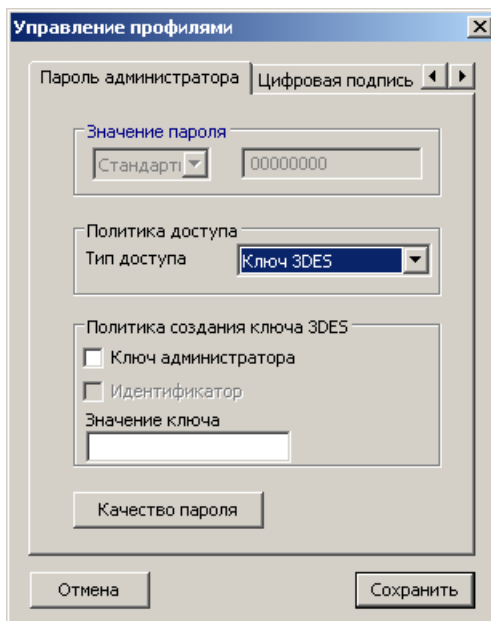 Управление профилями
Пароль администратора Цифровая подпись
Значение пароля
Стандартн 00000000
Политика доступа
Тип доступа Ключ 3DES
Политика создания ключа 3DES
Ключ администратора
Идентификатор
Значение ключа
Качество пароля
Отмена Сохранить